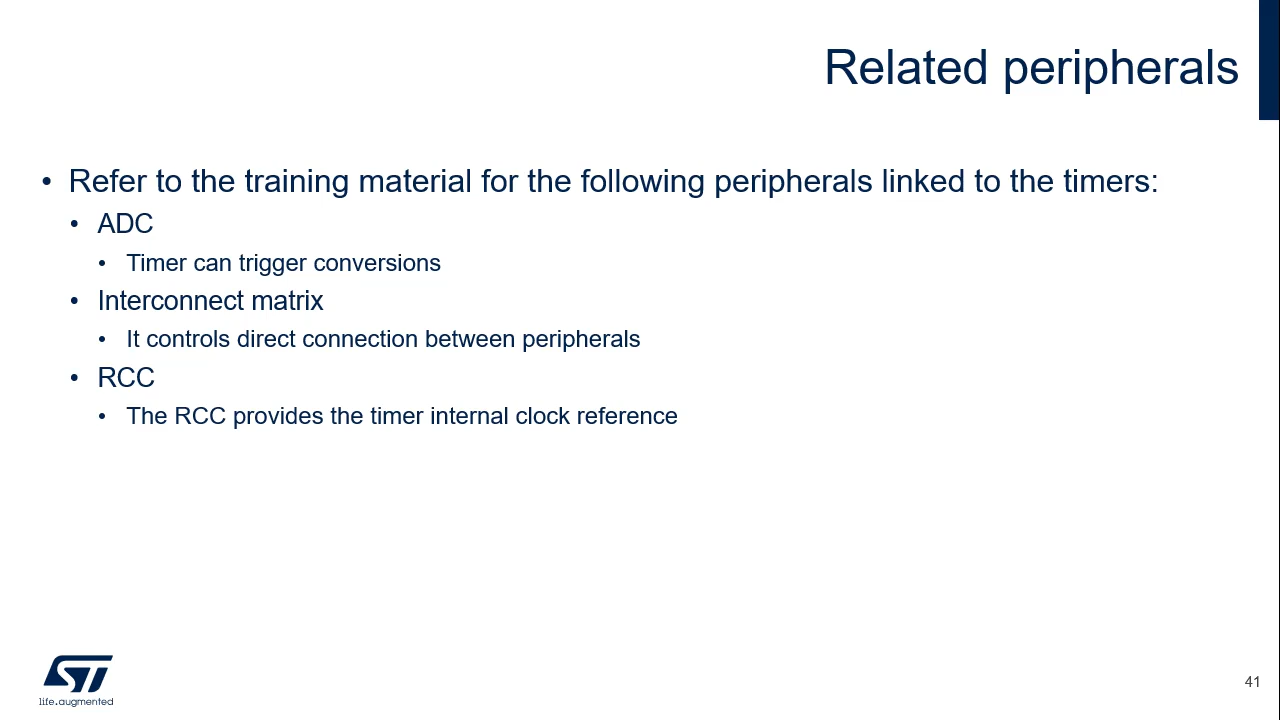 Related peripherals
• Refer to the training material for the following peripherals linked to the timers:
• ADC
• Timer can trigger conversions
• Interconnect matrix
• It controls direct connection between peripherals
• RCC
• The RCC provides the timer internal clock reference
ST
life.augmented
41